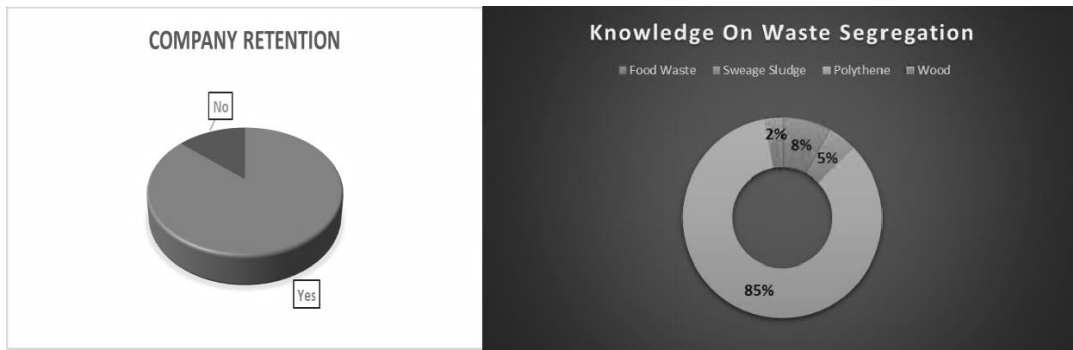 COMPANY RETENTION
No
Yes
Knowledge On Waste Segregation
Food Waste Sweage Sludge Polythene Wood
2%
8%
5%
85%